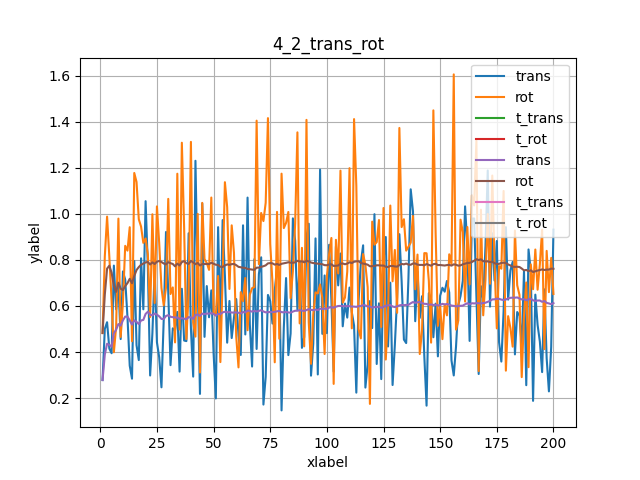 4_2_trans_rot
ylabel
1.6
1.4
1.2
1.0
0.8
0.6
0.4
0.2
trans
rot
t_trans
t_rot
trans
rot
t_trans
t_rot
0 25 50 75 100 125 150 175 200
xlabel